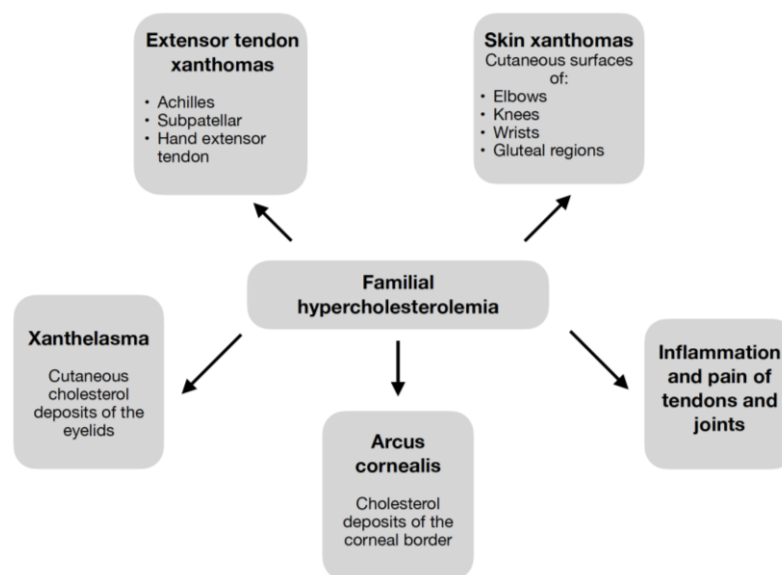 Extensor tendon
xanthomas
• Achilles
• Subpatellar
• Hand extensor
tendon
Skin xanthomas
Cutaneous surfaces
of:
• Elbows
• Knees
• Wrists
• Gluteal regions
Familial
hypercholesterolemia
Xanthelasma
Cutaneous
cholesterol
deposits of the
eyelids
Arcus
cornealis
Cholesterol
deposits of the
corneal border
Inflammation
and pain of
tendons and
joints